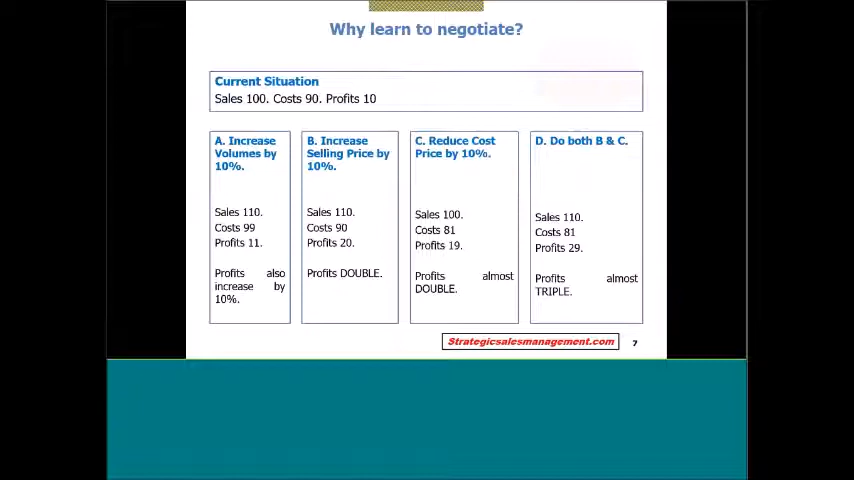 Why learn to negotiate?
Current Situation
Sales 100. Costs 90. Profits 10
A. Increase
Volumes by
10%.
Sales 110.
Costs 99
Profits 11.
Profits also
increase by
10%.
B. Increase
Selling Price by
10%.
Sales 110.
Costs 90
Profits 20.
Profits DOUBLE.
C. Reduce Cost
Price by 10%.
Sales 100.
Costs 81
Profits 19.
Profits almost
DOUBLE.
D. Do both B & C.
Sales 110.
Costs 81
Profits 29.
Profits almost
TRIPLE.
Strategicsalesmanagement.com
7